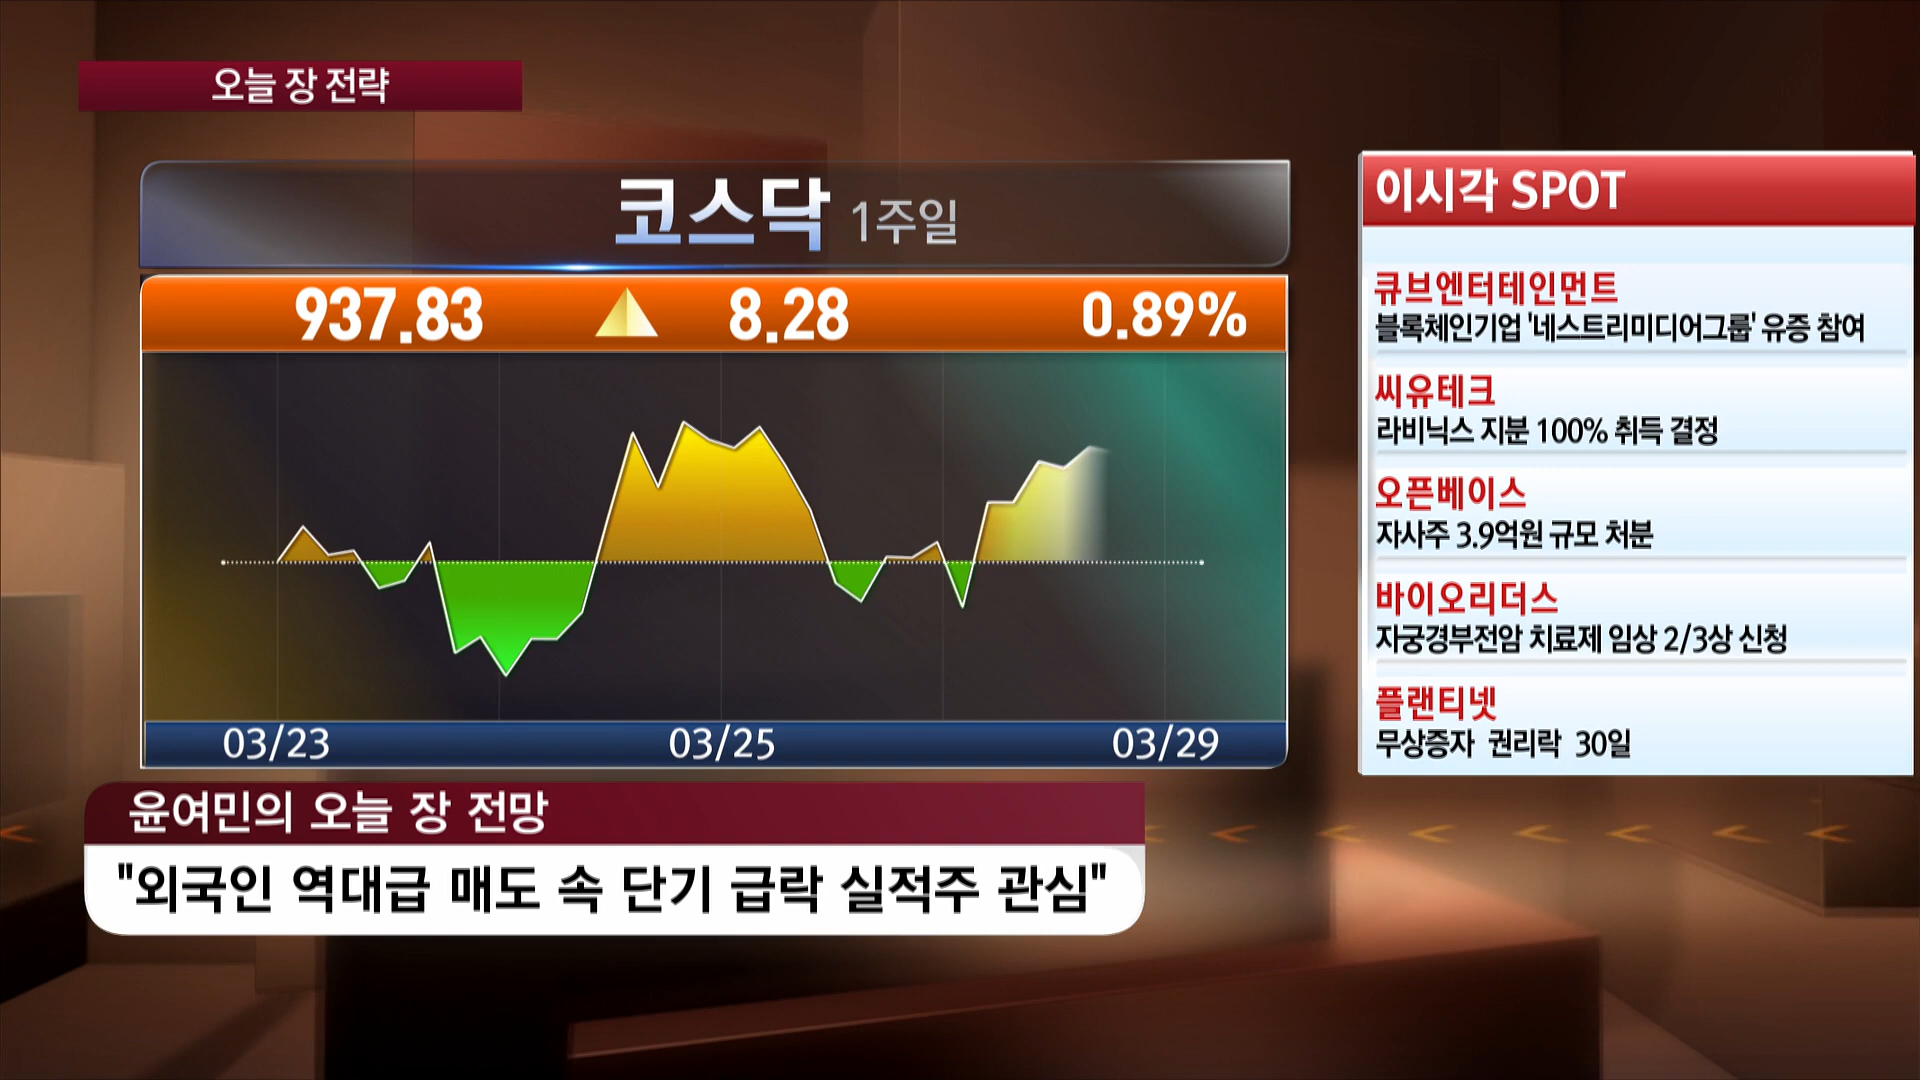 오늘 장 전략
코스닥 1주일
937.83 ▲ 8.28 0.89%
03/23 03/25 03/29
윤여민의 오늘 장 전망
"외국인 역대급 매도 속 단기 급락 실적주 관심"
이시각 SPOT
큐브엔터테인먼트
블록체인기업 '네스트리미디어그룹' 유증 참여
씨유테크
라비닉스 지분 100% 취득 결정
오픈베이스
자사주 3.9억원 규모 처분
바이오리더스
자궁경부전암 치료제 임상 2/3상 신청
플랜티넷
무상증자 권리락 30일